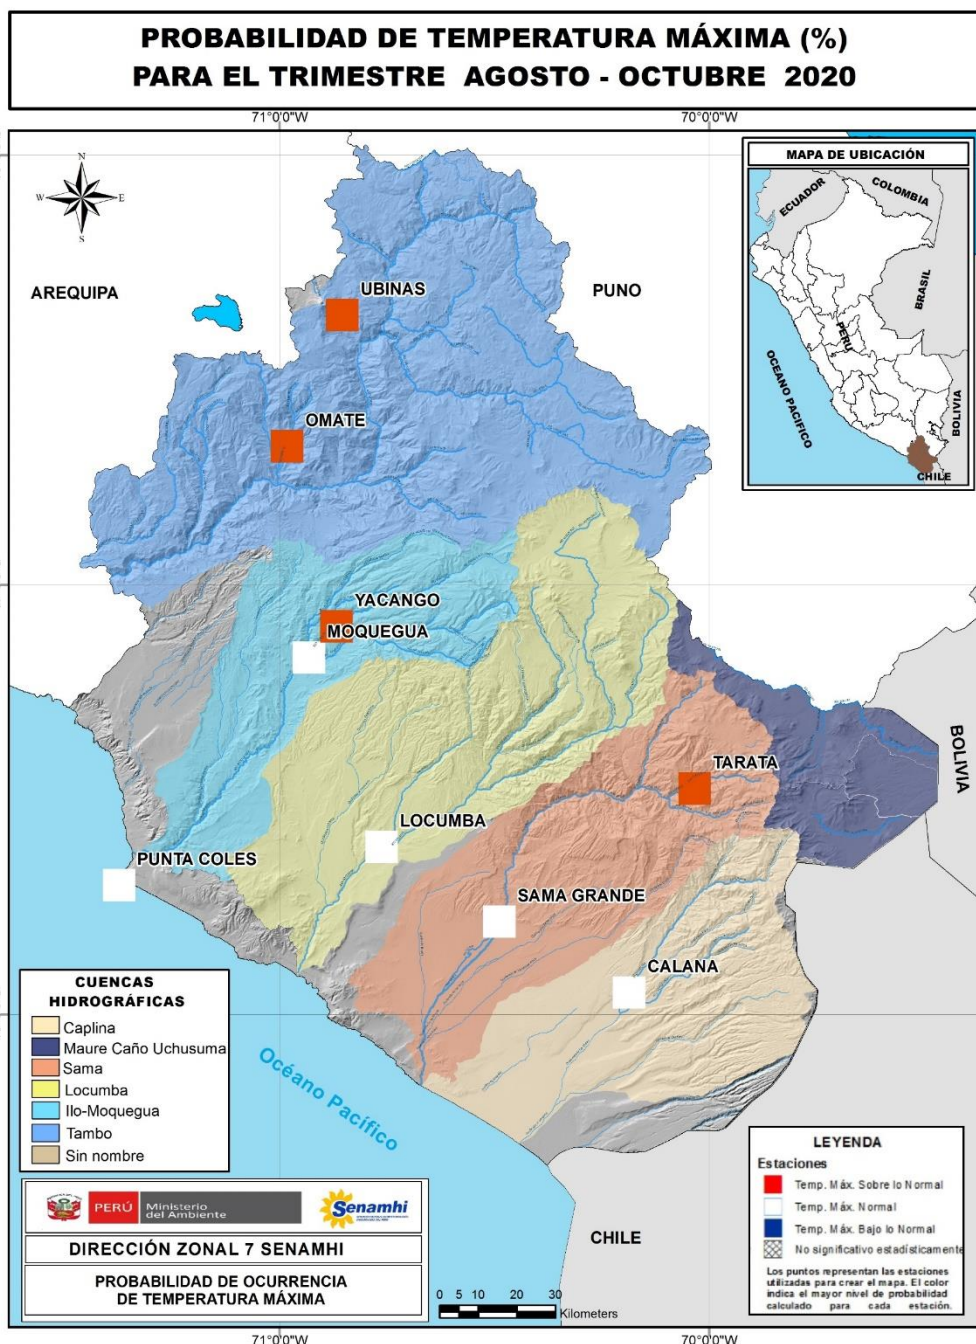 PROBABILIDAD DE TEMPERATURA MÁXIMA (%)
PARA EL TRIMESTRE AGOSTO - OCTUBRE 2020
71°0'0"W
70°0'0"W
N
W
E
S
MAPA DE UBICACIÓN
ECUADOR
COLOMBIA
BRASIL
PERU
OCEANO PACIFICO
BOLIVIA
CHILE
AREQUIPA
UBINAS
PUNO
OMATE
YACANGO
MOQUEGUA
BOLIVIA
TARATA
LOCUMBA
PUNTA COLES
SAMA GRANDE
CALANA
Océano Pacífico
CHILE
CUENCAS
HIDROGRÁFICAS
Caplina
Maure Caño Uchusuma
Sama
Locumba
Ilo-Moquegua
Tambo
Sin nombre
PERÚ
Ministerio
del Ambiente
Senamhi
DIRECCIÓN ZONAL 7 SENAMHI
PROBABILIDAD DE OCURRENCIA
DE TEMPERATURA MÁXIMA
0 5 10 20 30
Kilometers
LEYENDA
Estaciones
Temp. Máx. Sobre lo Normal
Temp. Máx. Normal
Temp. Máx. Bajo lo Normal
No significativo estadísticamente
Los puntos representan las estaciones
utilizadas para crear el mapa. El color
indica el mayor nivel de probabilidad
calculado para cada estación.
71°0'0"W
70°0'0"W